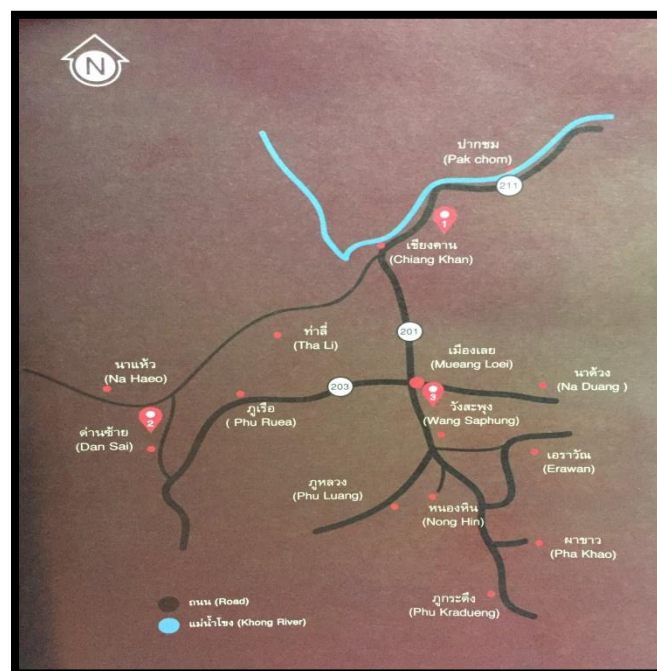 N
ปากชม
(Pak chom)
211
1
เชียงคาน
(Chiang Khan)
201
ท่าลี่
(Tha Li)
เมืองเลย
(Mueang Loei)
นาแห้ว
(Na Haeo)
203
นาด้วง
(Na Duang )
3
ภูเรือ
( Phu Ruea)
วังสะพุง
(Wang Saphung)
2
ด่านซ้าย
(Dan Sai)
เอราวัณ
(Erawan)
ภูหลวง
(Phu Luang)
หนองหิน
(Nong Hin)
ผาขาว
(Pha Khao)
ภูกระดึง
(Phu Kradueng)
ถนน (Road)
แม่น้ำโขง (Khong River)